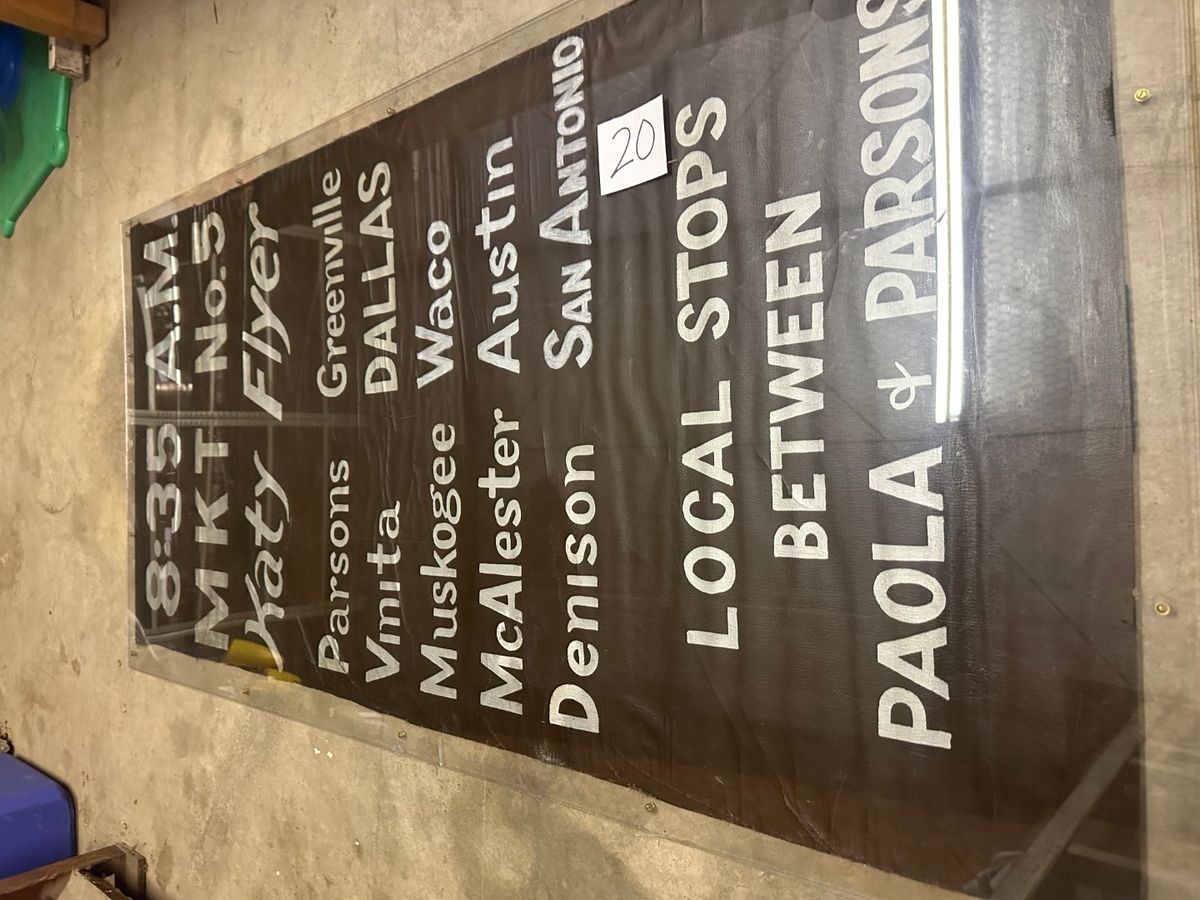 8:35 A.M.
MKT No.5
Katy Flyer
Parsons Greenville
Vinita DALLAS
Muskogee Waco
McAlester Austin
Denison SAN ANTONIO
20
LOCAL STOPS
BETWEEN
PAOLA & PARSONS